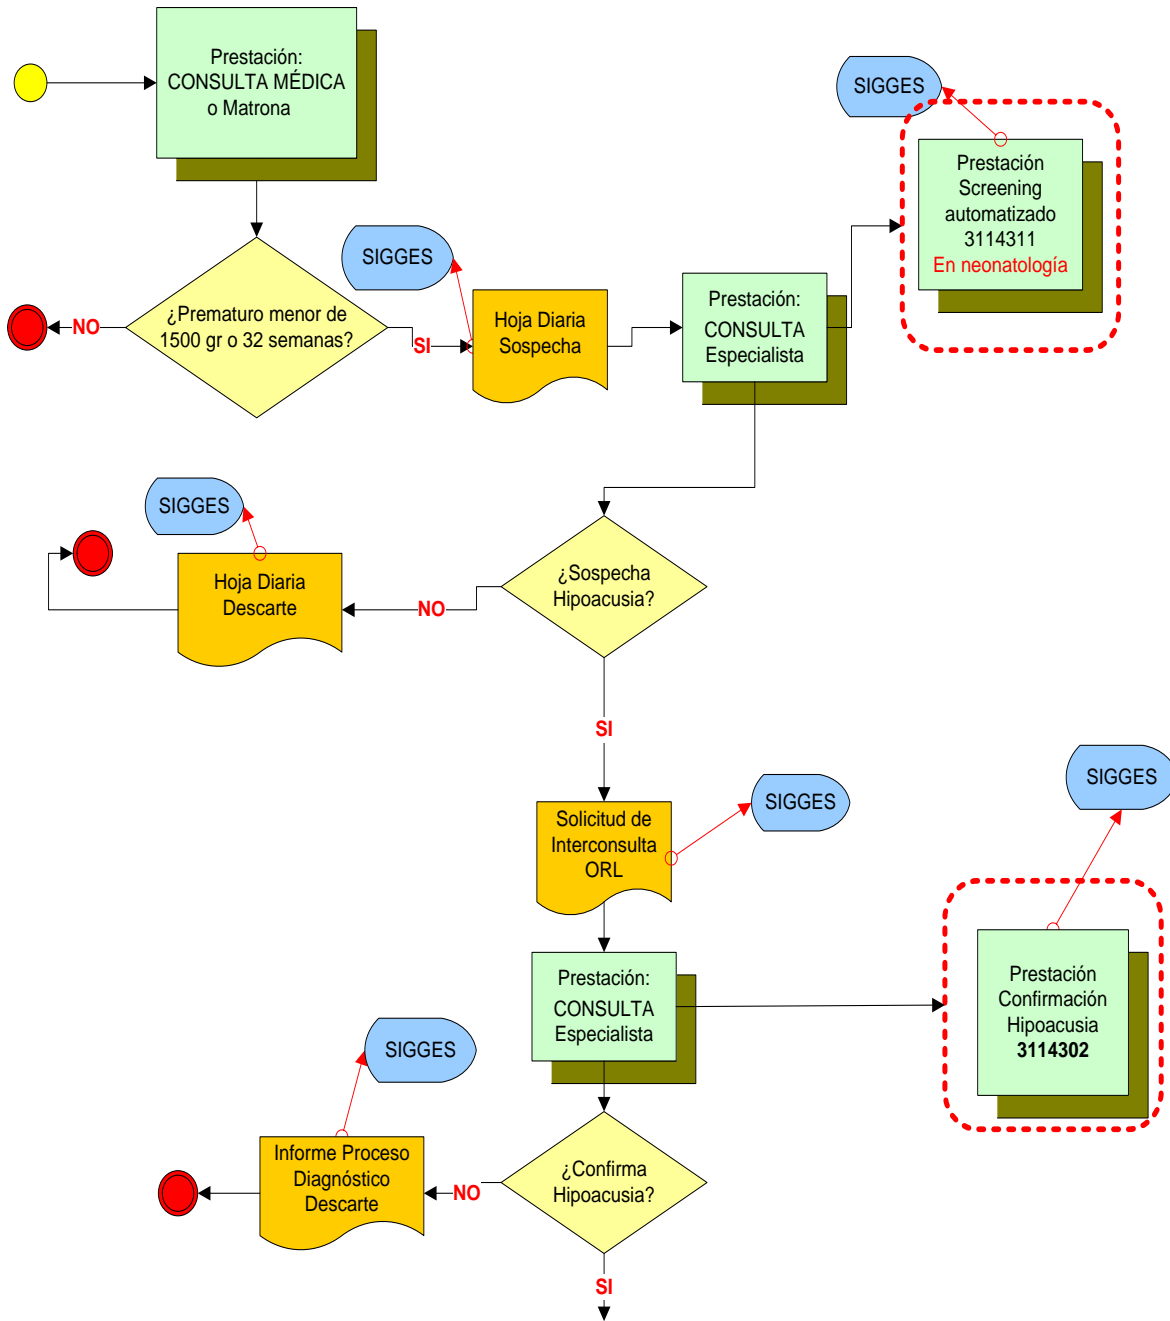 Prestación:
CONSULTA MÉDICA
o Matrona
SIGGES
Prestación
Screening
automatizado
3114311
En neonatología
¿Prematuro menor de
1500 gr o 32 semanas?
NO
SI
SIGGES
Hoja Diaria
Sospecha
Prestación:
CONSULTA
Especialista
SIGGES
Hoja Diaria
Descarte
NO
¿Sospecha
Hipoacusia?
SI
Solicitud de
Interconsulta
ORL
SIGGES
SIGGES
Prestación:
CONSULTA
Especialista
Prestación
Confirmación
Hipoacusia
3114302
SIGGES
Informe Proceso
Diagnóstico
Descarte
NO
¿Confirma
Hipoacusia?
SI